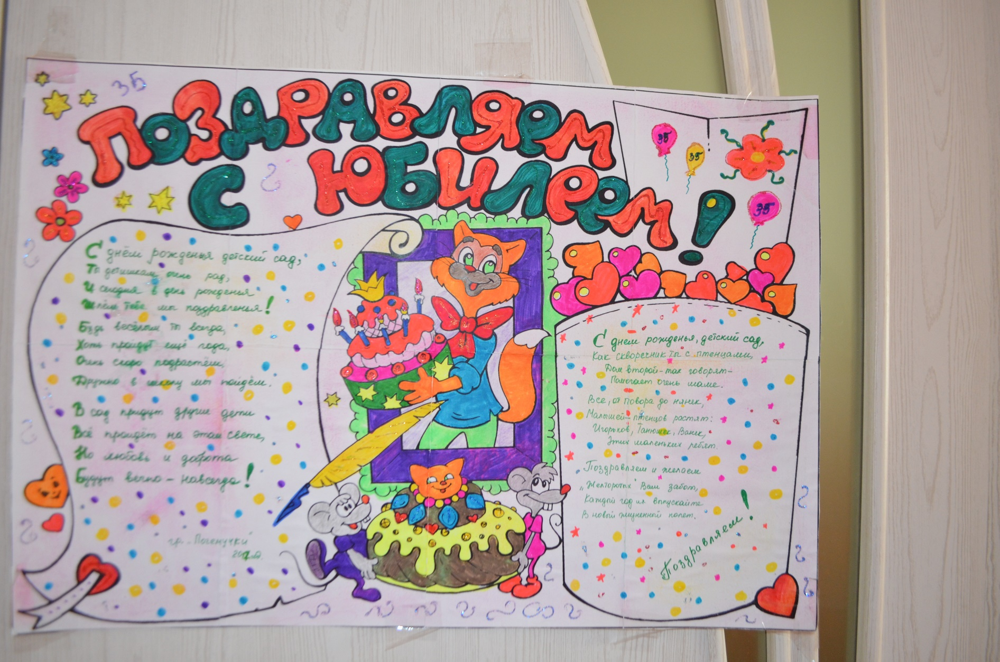 35
Поздравляем
с Юбилеем!
35
35
35
С днём рожденья детский сад,
Ты детишкам очень рад,
И сегодня в день рожденья
Шлём тебе мы поздравленья!
Будь весёлым ты всегда,
Хоть пройдут ещё года,
Очень скоро подрастём,
Дружно в школу мы пойдём.
В сад придут другие дети
Всё пройдёт на этом свете,
Но любовь и доброта
Будут вечно - навсегда!
гр. "Почемучки"
С днем рожденья, детский сад,
Как скворечник ты с птенцами,
Дом второй - так говорят -
Помогает очень маме.
Все, от повора до нянек,
Малышей-птенцов растят:
Игорьков, Танюшек, Ванек,
Этих маленьких ребят.
Поздравляем и желаем
"Желторотых" Вам забот,
Каждый год их выпускайте
В новый жизненный полет.
Поздравляем!